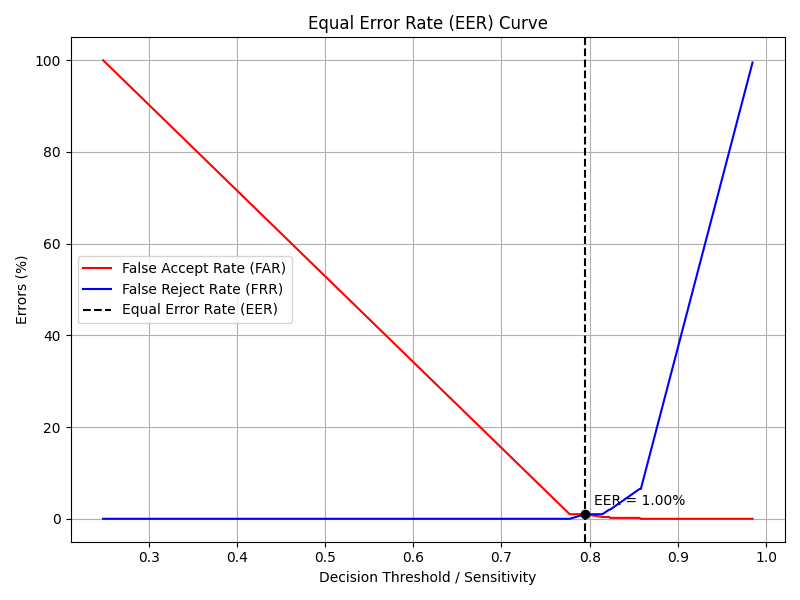 Equal Error Rate (EER) Curve
Errors (%)
100
80
60
40
20
0
False Accept Rate (FAR)
False Reject Rate (FRR)
Equal Error Rate (EER)
EER = 1.00%
0.3
0.4
0.5
0.6
0.7
0.8
0.9
1.0
Decision Threshold / Sensitivity